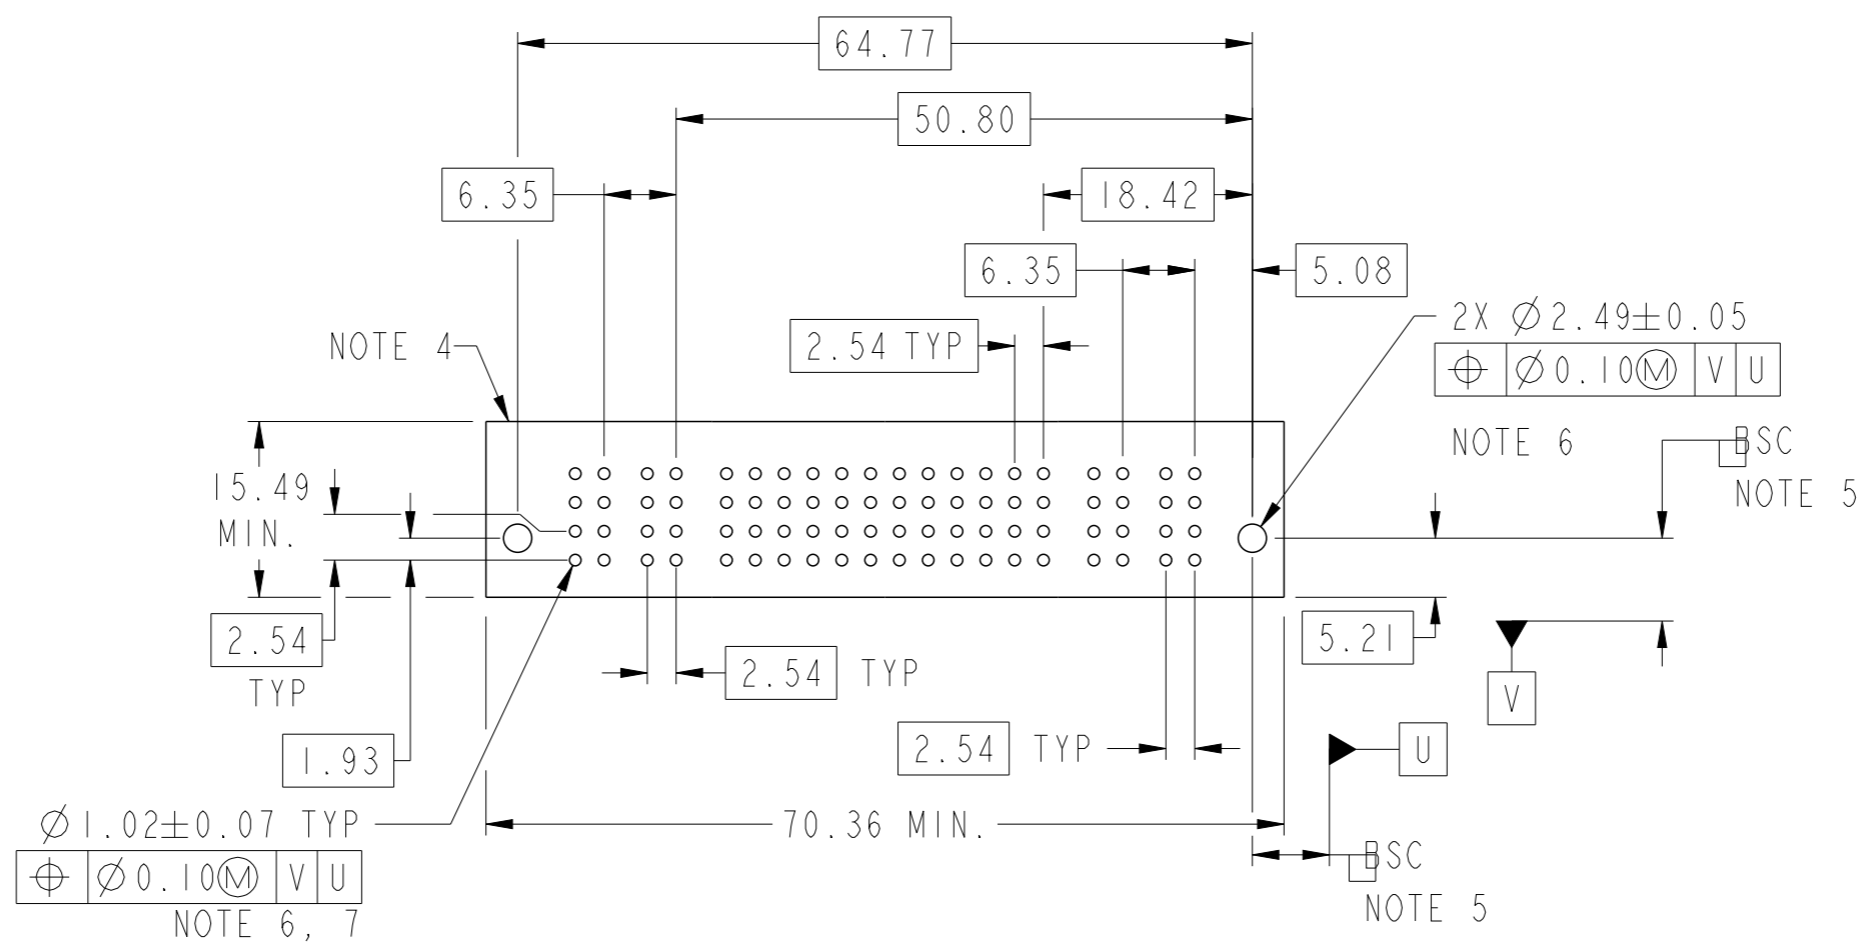 64.77
50.80
6.35
18.42
6.35
5.08
2X Ø2.49±0.05
2.54 TYP
NOTE 4
⌖ Ø0.10Ⓜ V U
NOTE 6
BSC
NOTE 5
15.49
MIN.
2.54
TYP
5.21
2.54 TYP
V
1.93
2.54 TYP
U
Ø1.02±0.07 TYP
70.36 MIN.
⌖ Ø0.10Ⓜ V U
NOTE 6, 7
BSC
NOTE 5